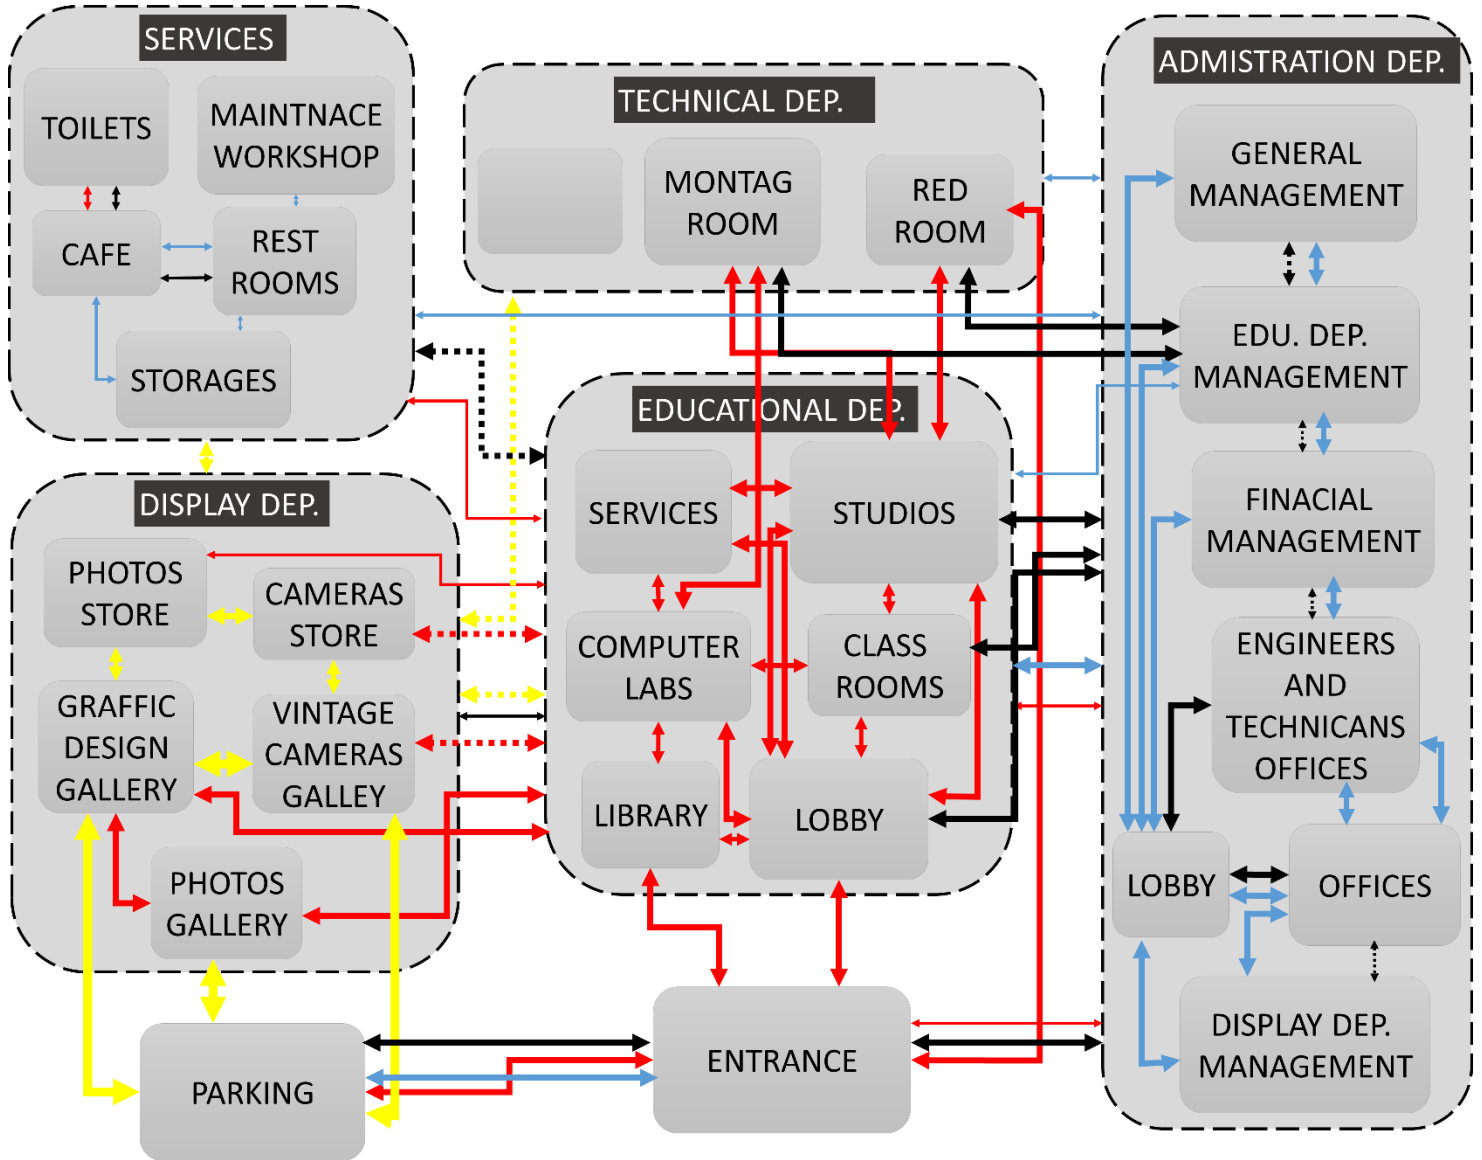 SERVICES
TOILETS
MAINTNACE
WORKSHOP
CAFE
REST
ROOMS
STORAGES
TECHNICAL DEP.
MONTAG
ROOM
RED
ROOM
ADMISTRATION DEP.
GENERAL
MANAGEMENT
EDU. DEP.
MANAGEMENT
FINACIAL
MANAGEMENT
ENGINEERS
AND
TECHNICANS
OFFICES
LOBBY
OFFICES
DISPLAY DEP.
MANAGEMENT
EDUCATIONAL DEP.
SERVICES
STUDIOS
COMPUTER
LABS
CLASS
ROOMS
LIBRARY
LOBBY
DISPLAY DEP.
PHOTOS
STORE
CAMERAS
STORE
GRAFFIC
DESIGN
GALLERY
VINTAGE
CAMERAS
GALLEY
PHOTOS
GALLERY
PARKING
ENTRANCE